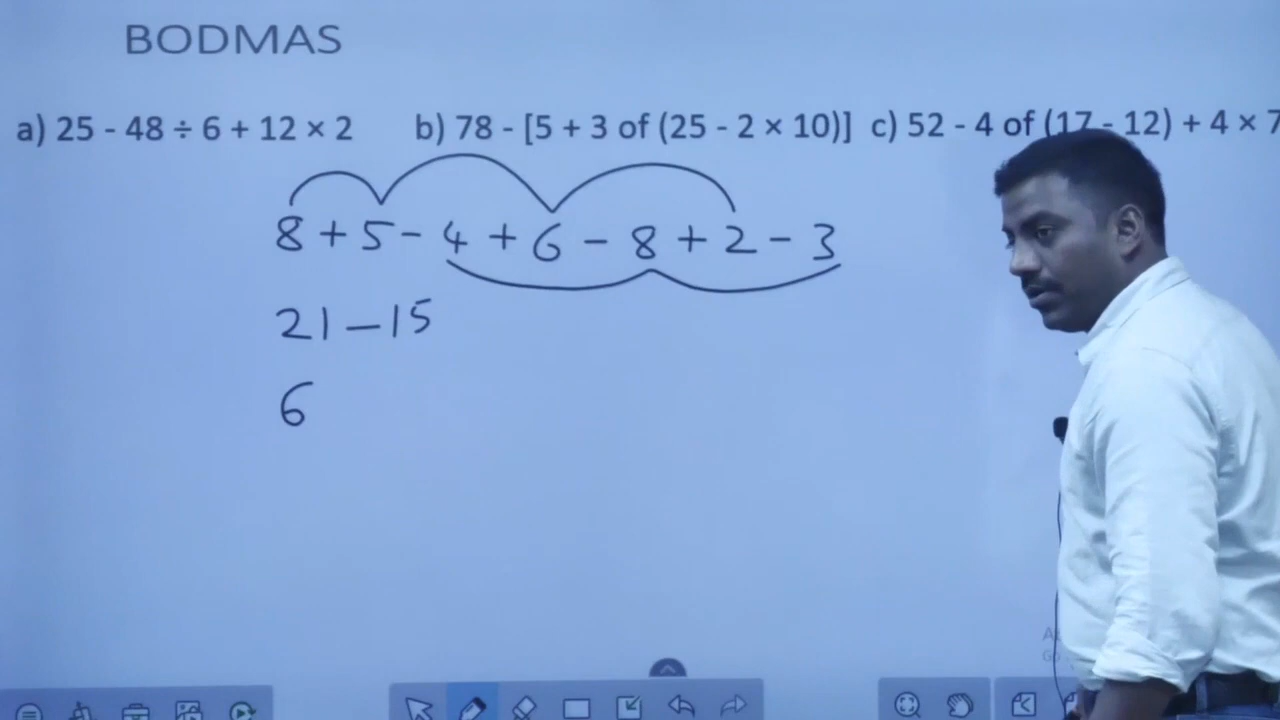 BODMAS
a) 25 - 48 ÷ 6 + 12 × 2 b) 78 - [5 + 3 of (25 - 2 × 10)] c) 52 - 4 of (17 - 12) + 4 × 7
8 + 5 - 4 + 6 - 8 + 2 - 3
21 - 15
6